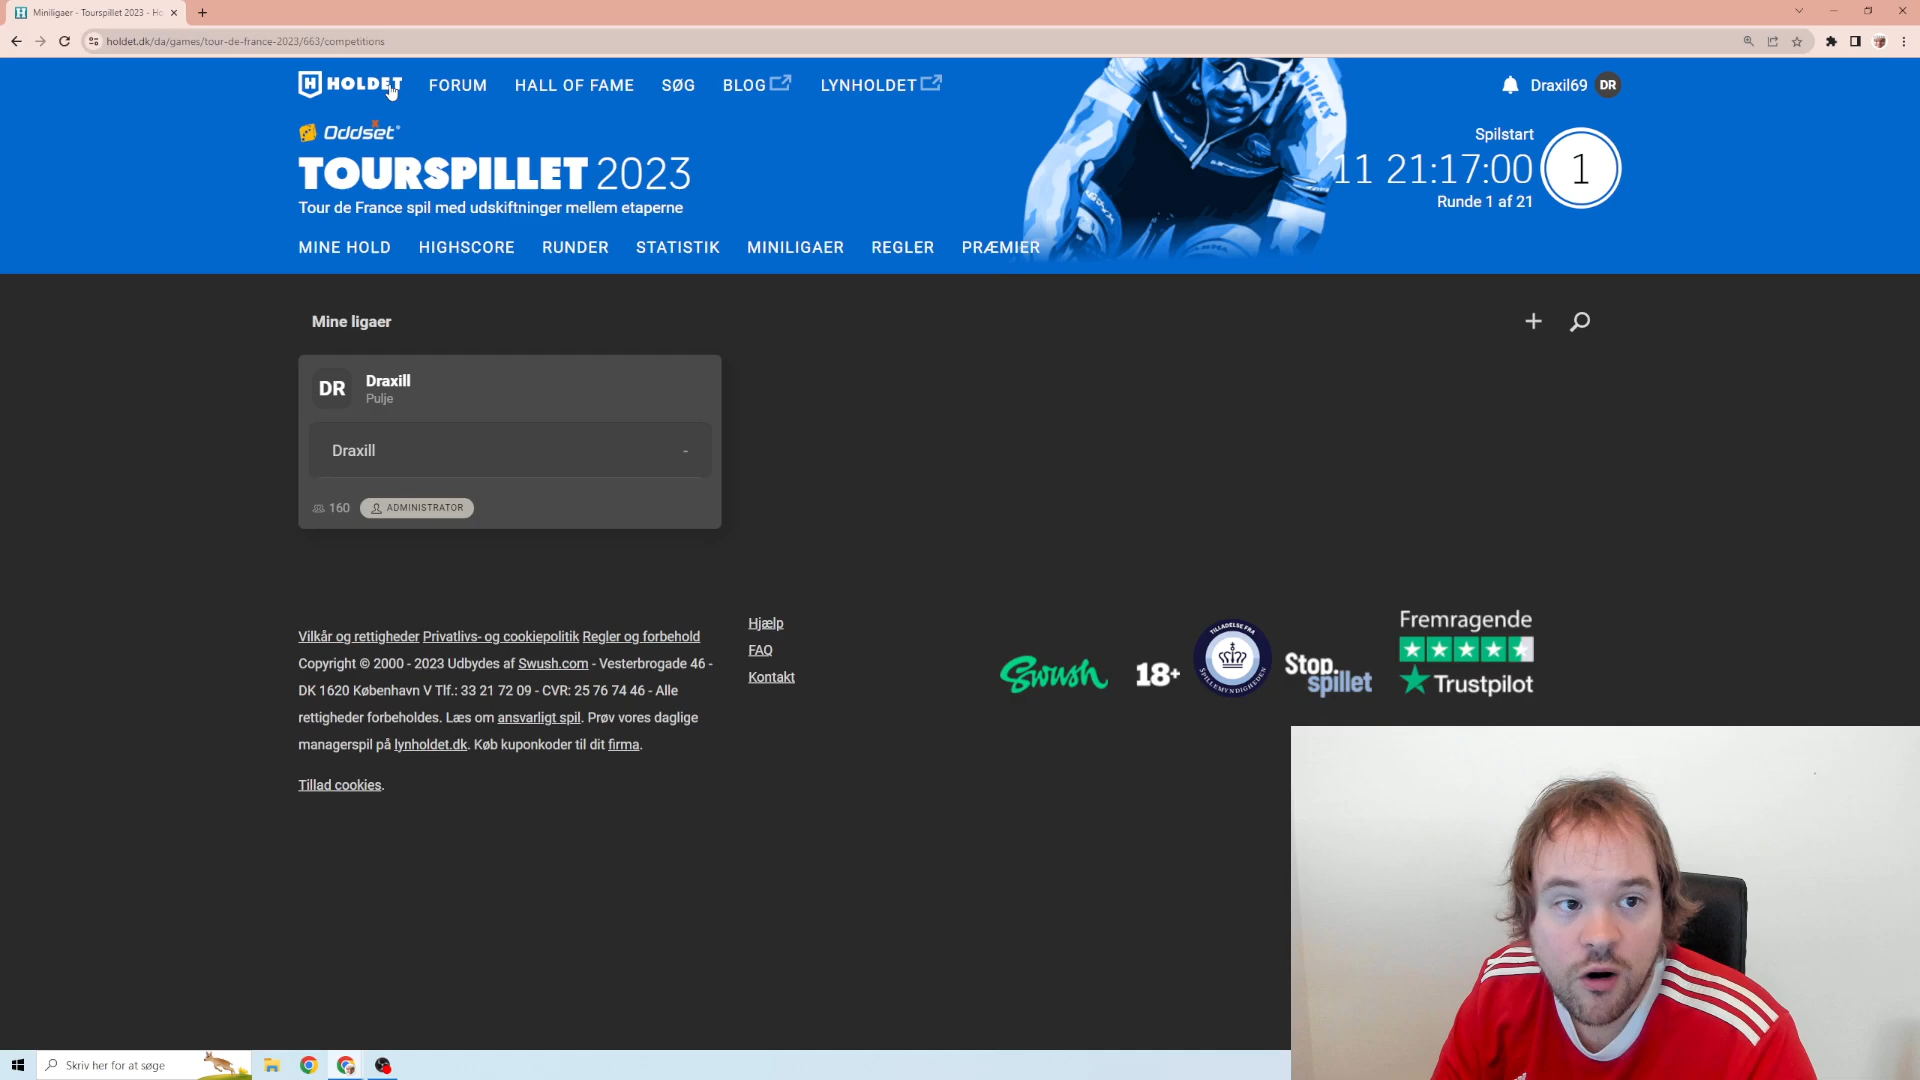 Miniligaer - Tourspillet 2023 - Ho
holdet.dk/da/games/tour-de-france-2023/663/competitions
HOLDET
FORUM
HALL OF FAME
SØG
BLOG
LYNHOLDET
Draxil69
DR
Oddset
TOURSPILLET 2023
Tour de France spil med udskiftninger mellem etaperne
Spilstart
11 21:17:00
Runde 1 af 21
1
MINE HOLD
HIGHSCORE
RUNDER
STATISTIK
MINILIGAER
REGLER
PRÆMIER
Mine ligaer
DR
Draxill
Pulje
Draxill -
160
ADMINISTRATOR
Vilkår og rettigheder Privatlivs- og cookiepolitik Regler og forbehold
Copyright © 2000 - 2023 Udbydes af Swush.com - Vesterbrogade 46 -
DK 1620 København V Tlf.: 33 21 72 09 - CVR: 25 76 74 46 - Alle
rettigheder forbeholdes. Læs om ansvarligt spil. Prøv vores daglige
managerspil på lynholdet.dk. Køb kuponkoder til dit firma.
Tillad cookies.
Hjælp
FAQ
Kontakt
Swush
18+
TILLADELSE FRA
SPILLEMYNDIGHEDEN
Stop.
spillet
Fremragende
Trustpilot
Skriv her for at søge